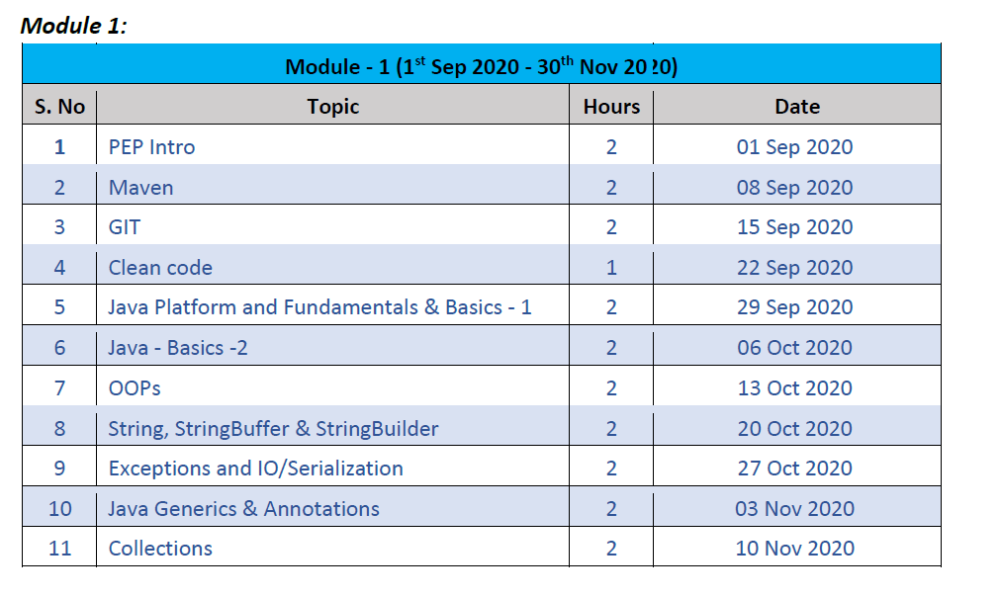 Module 1:
Module - 1 (1st Sep 2020 - 30th Nov 2020)
S. No Topic Hours Date
1 PEP Intro 2 01 Sep 2020
2 Maven 2 08 Sep 2020
3 GIT 2 15 Sep 2020
4 Clean code 1 22 Sep 2020
5 Java Platform and Fundamentals & Basics - 1 2 29 Sep 2020
6 Java - Basics -2 2 06 Oct 2020
7 OOPs 2 13 Oct 2020
8 String, StringBuffer & StringBuilder 2 20 Oct 2020
9 Exceptions and IO/Serialization 2 27 Oct 2020
10 Java Generics & Annotations 2 03 Nov 2020
11 Collections 2 10 Nov 2020